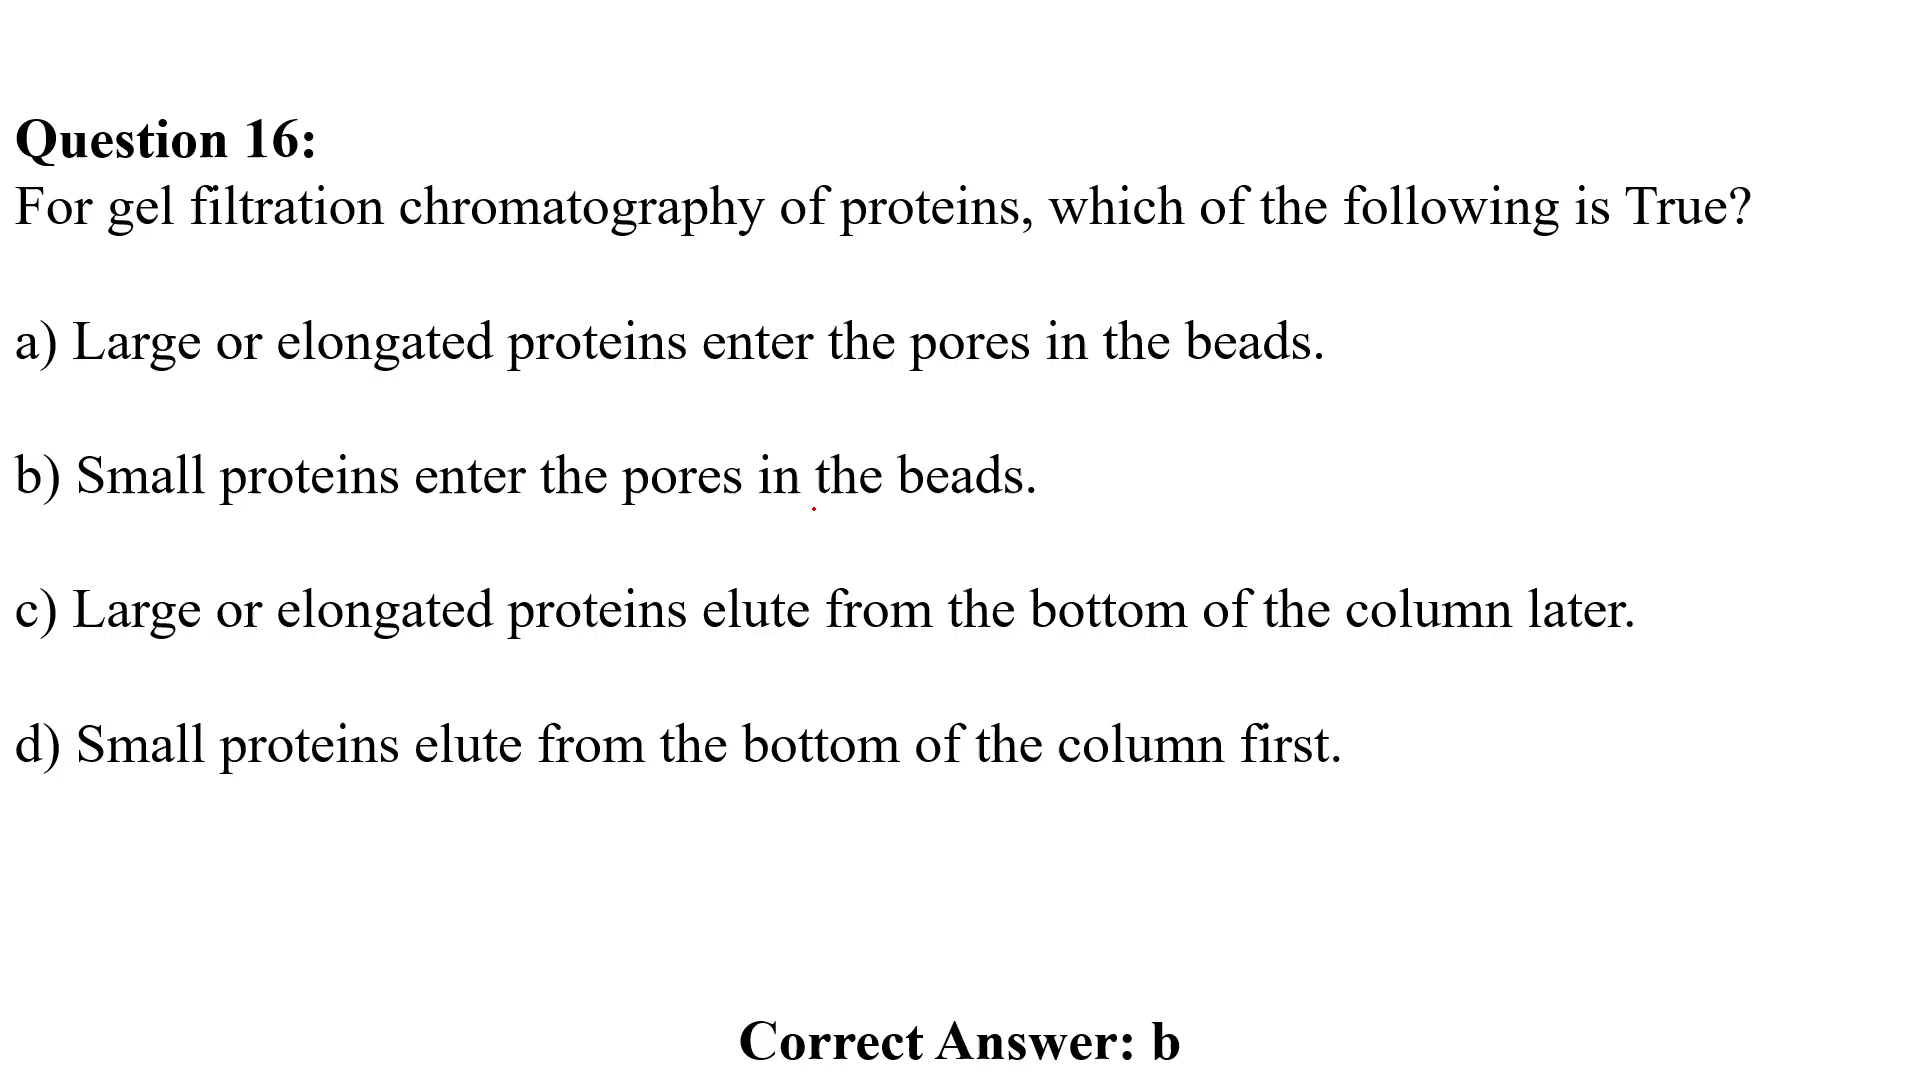 Question 16:
For gel filtration chromatography of proteins, which of the following is True?
a) Large or elongated proteins enter the pores in the beads.
b) Small proteins enter the pores in the beads.
c) Large or elongated proteins elute from the bottom of the column later.
d) Small proteins elute from the bottom of the column first.
Correct Answer: b